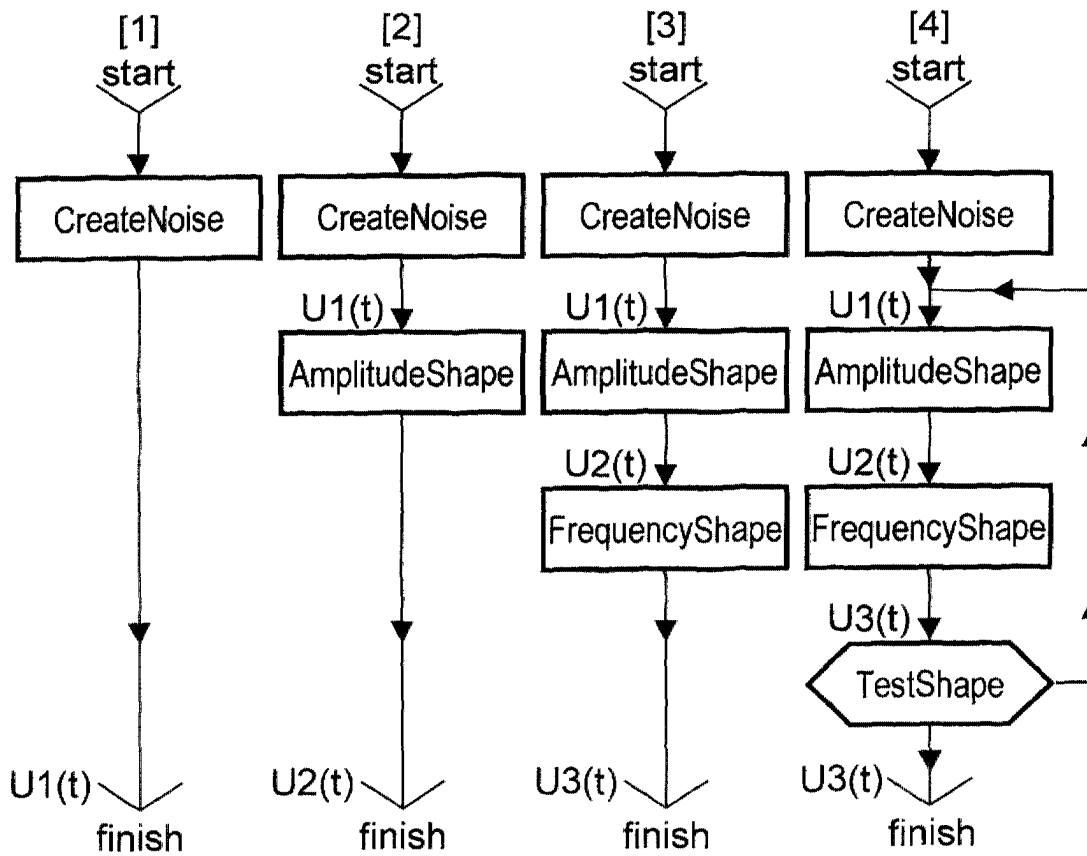 [1] [2] [3] [4]
start start start start
CreateNoise CreateNoise CreateNoise CreateNoise
U1(t) U1(t) U1(t)
AmplitudeShape AmplitudeShape AmplitudeShape
U2(t) U2(t)
FrequencyShape FrequencyShape
U3(t)
TestShape
U1(t) U2(t) U3(t) U3(t)
finish finish finish finish